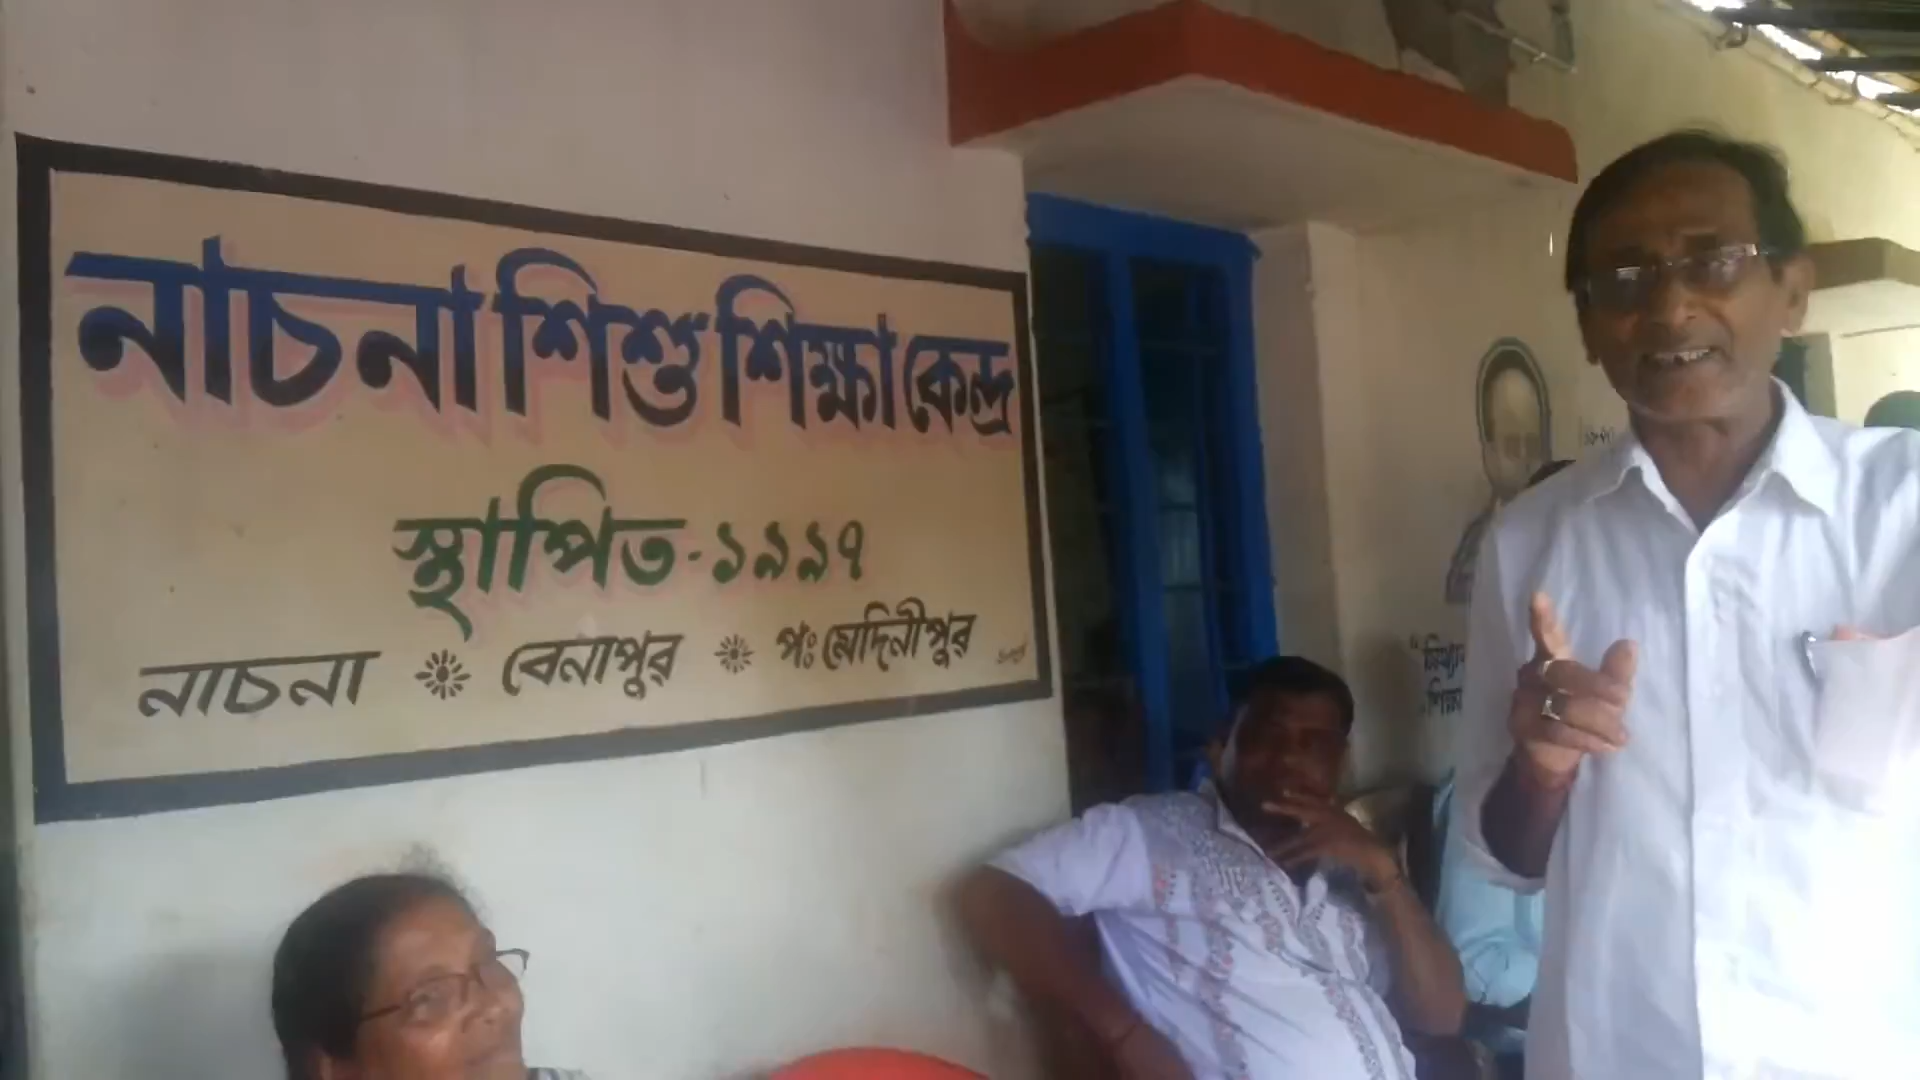 নাচনা শিশু শিক্ষা কেন্দ্র
স্থাপিত-১৯৯৭
নাচনা বেনাপুর পঃ মেদিনীপুর